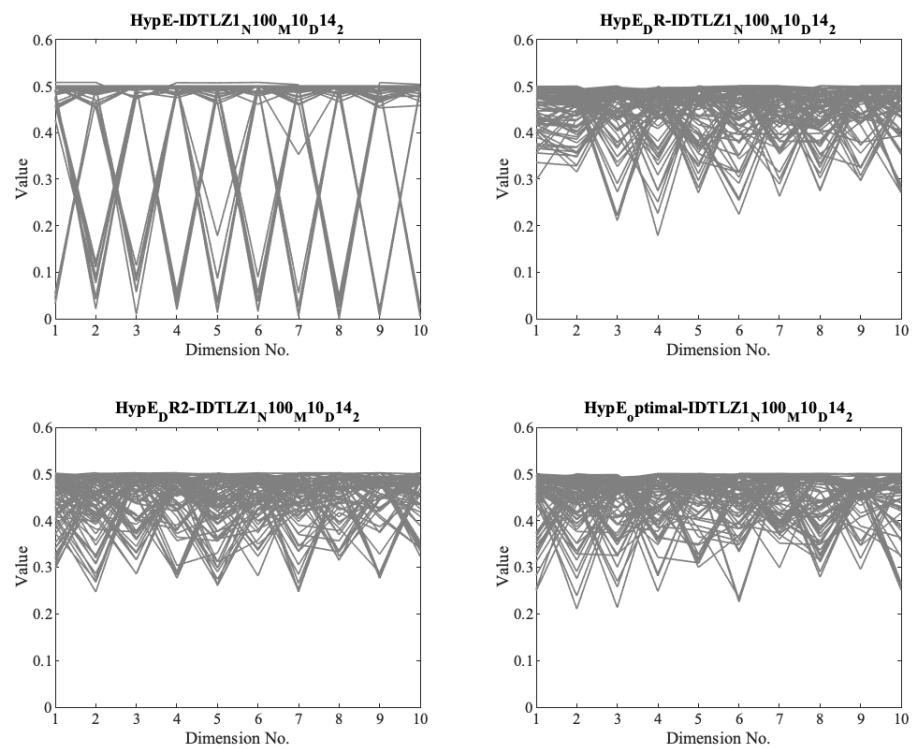 HypE-IDTLZ1_N100_M10_D14_2
0.6
0.5
0.4
0.3
0.2
0.1
0
Value
1 2 3 4 5 6 7 8 9 10
Dimension No.
HypE_DR-IDTLZ1_N100_M10_D14_2
0.6
0.5
0.4
0.3
0.2
0.1
0
Value
1 2 3 4 5 6 7 8 9 10
Dimension No.
HypE_DR2-IDTLZ1_N100_M10_D14_2
0.6
0.5
0.4
0.3
0.2
0.1
0
Value
1 2 3 4 5 6 7 8 9 10
Dimension No.
HypE_optimal-IDTLZ1_N100_M10_D14_2
0.6
0.5
0.4
0.3
0.2
0.1
0
Value
1 2 3 4 5 6 7 8 9 10
Dimension No.